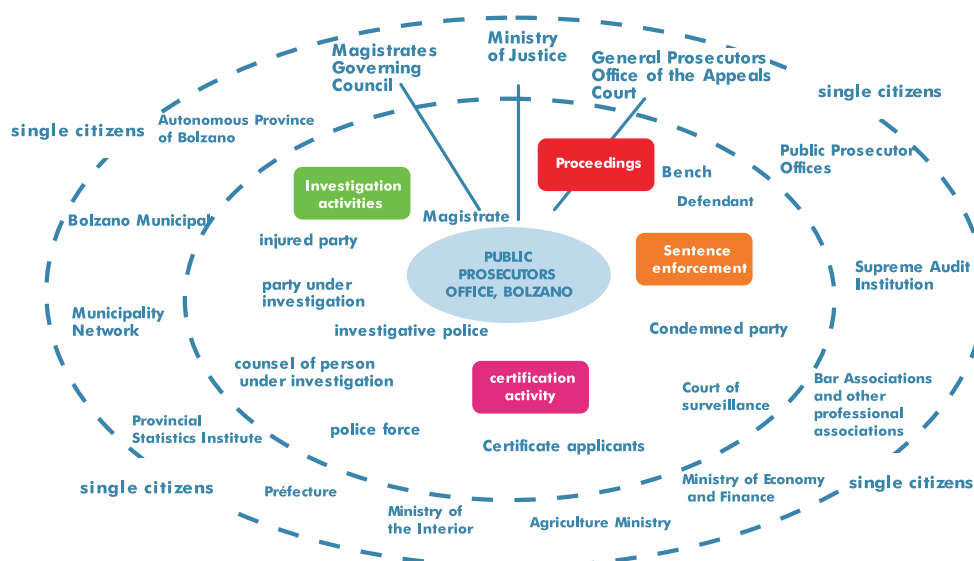 Ministry
of Justice
Magistrates
Governing
Council
General Prosecutors
Office of the Appeals
Court
single citizens
single citizens
Autonomous Province
of Bolzano
Public Prosecutor
Offices
Proceedings
Bench
Investigation
activities
Defendant
Magistrate
Bolzano Municipal
injured party
Sentence
enforcement
PUBLIC
PROSECUTORS
OFFICE, BOLZANO
Supreme Audit
Institution
party under
investigation
Municipality
Network
investigative police
Condemned party
counsel of person
under investigation
certification
activity
Court of
surveillance
Bar Associations
and other
professional
associations
Provincial
Statistics Institute
police force
Certificate applicants
single citizens
Préfecture
Ministry of Economy
and Finance
single citizens
Ministry of
the Interior
Agriculture Ministry